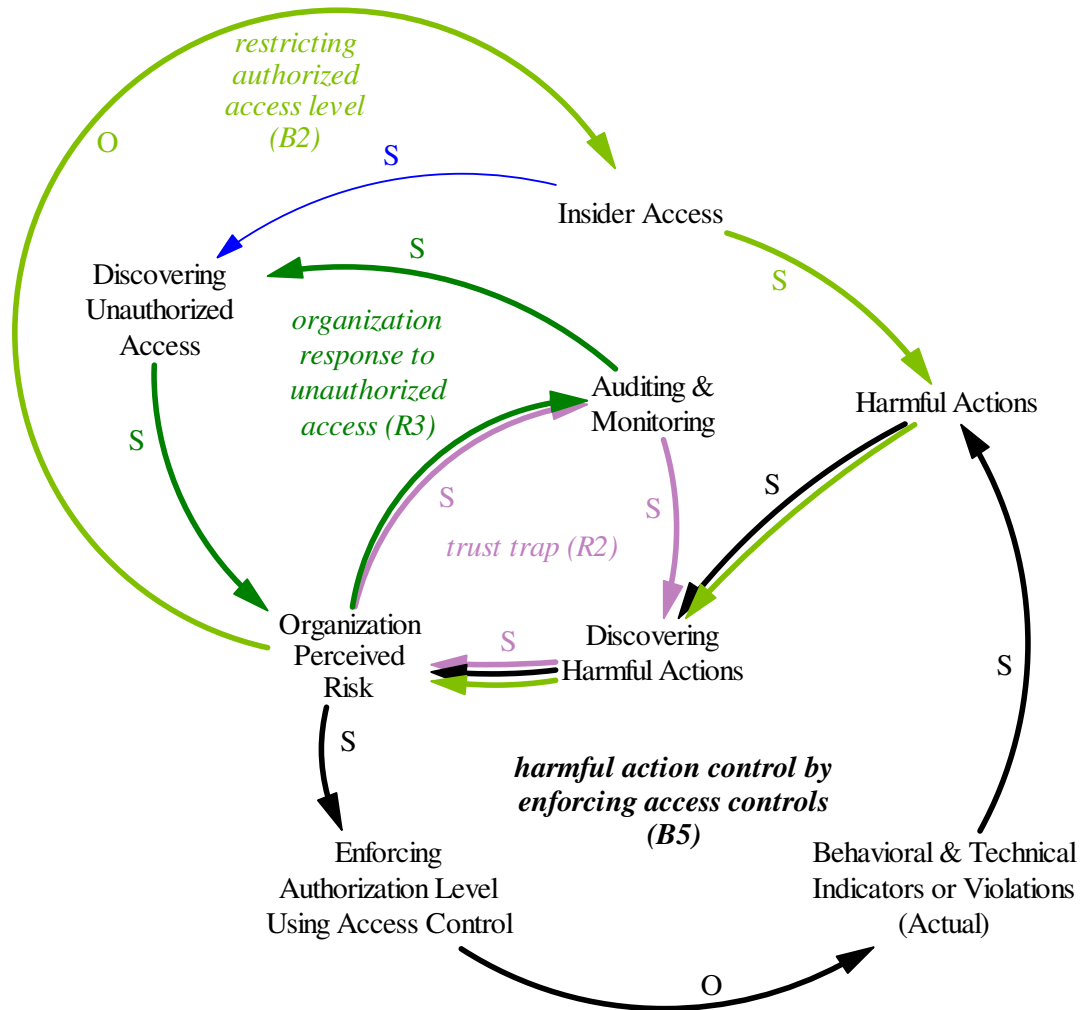 restricting
authorized
access level
(B2)
O
S
Insider Access
S
S
Discovering
Unauthorized
Access
organization
response to
unauthorized
access (R3)
Auditing &
Monitoring
Harmful Actions
S
S
S
S
trust trap (R2)
Organization
Perceived
Risk
S
Discovering
Harmful Actions
S
S
harmful action control by
enforcing access controls
(B5)
Enforcing
Authorization Level
Using Access Control
Behavioral & Technical
Indicators or Violations
(Actual)
O